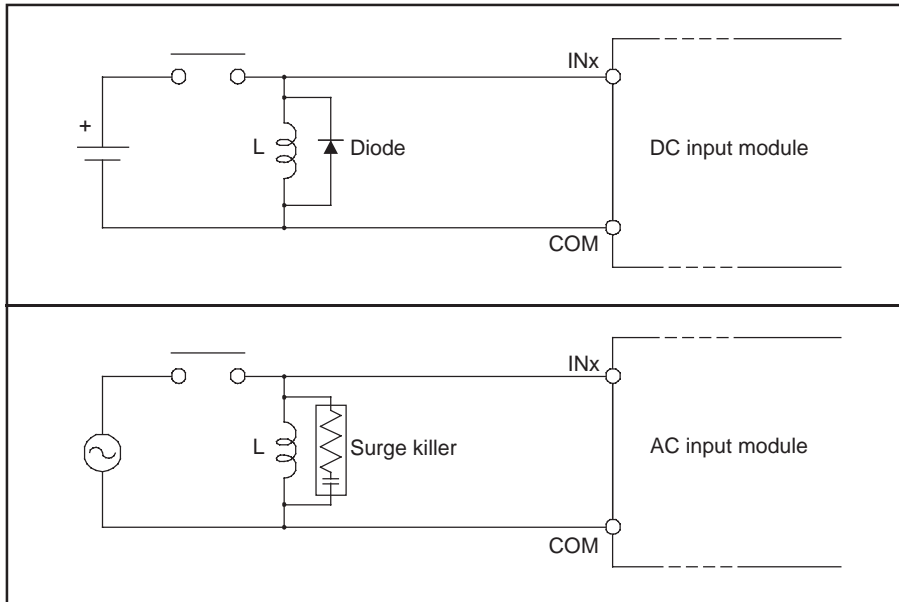 INx
+
L
Diode
DC input module
COM
INx
L
Surge killer
AC input module
COM